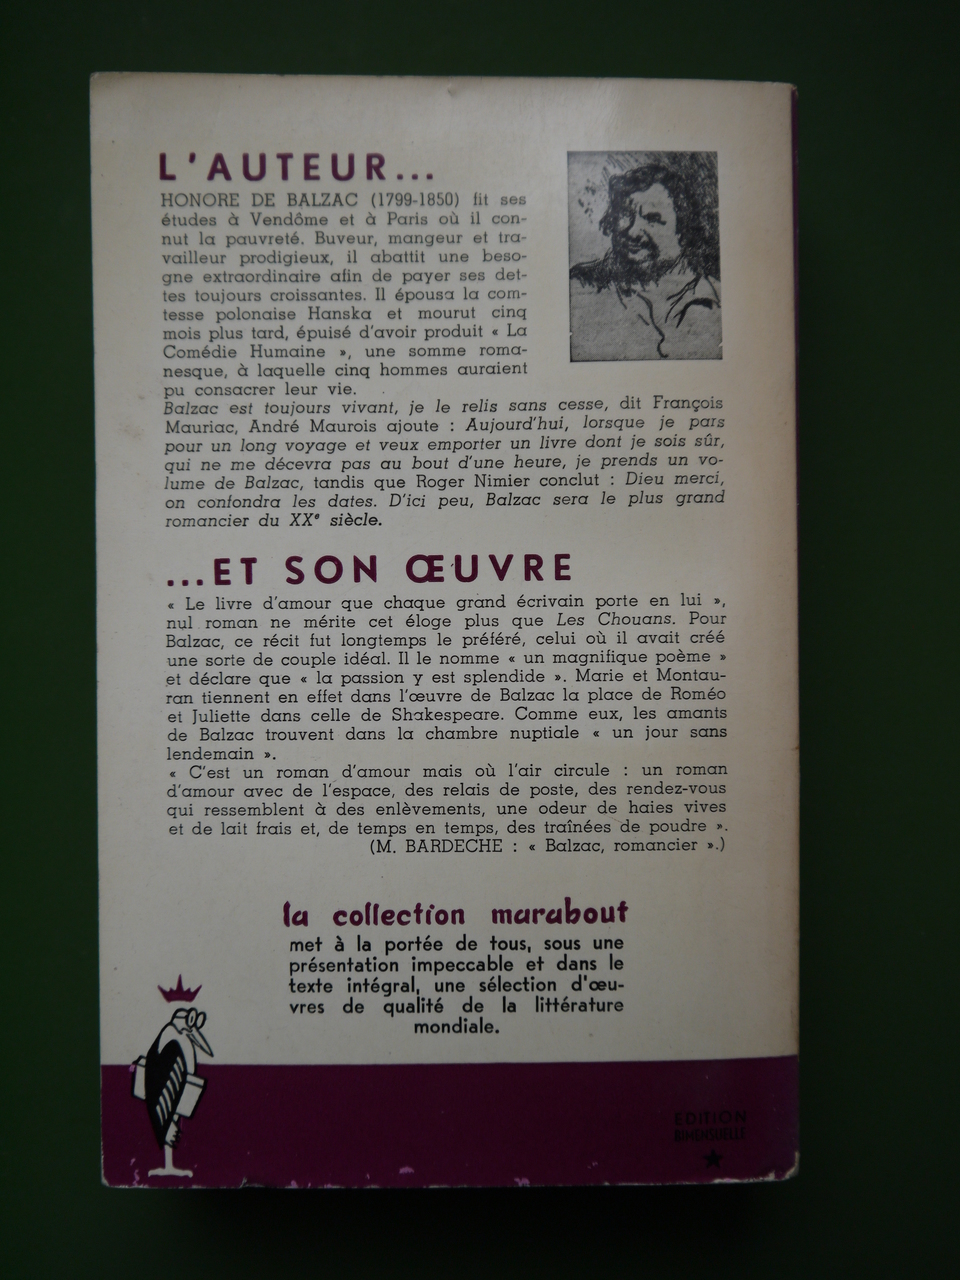 L'AUTEUR...
HONORE DE BALZAC (1799-1850) fit ses
études à Vendôme et à Paris où il con-
nut la pauvreté. Buveur, mangeur et tra-
vailleur prodigieux, il abattit une beso-
gne extraordinaire afin de payer ses det-
tes toujours croissantes. Il épousa la com-
tesse polonaise Hanska et mourut cinq
mois plus tard, épuisé d'avoir produit « La
Comédie Humaine », une somme roma-
nesque, à laquelle cinq hommes auraient
pu consacrer leur vie.
Balzac est toujours vivant, je le relis sans cesse, dit François
Mauriac, André Maurois ajoute : Aujourd'hui, lorsque je pars
pour un long voyage et veux emporter un livre dont je sois sûr,
qui ne me décevra pas au bout d'une heure, je prends un vo-
lume de Balzac, tandis que Roger Nimier conclut : Dieu merci,
on confondra les dates. D'ici peu, Balzac sera le plus grand
romancier du XXe siècle.
...ET SON ŒUVRE
« Le livre d'amour que chaque grand écrivain porte en lui »,
nul roman ne mérite cet éloge plus que Les Chouans. Pour
Balzac, ce récit fut longtemps le préféré, celui où il avait créé
une sorte de couple idéal. Il le nomme « un magnifique poème »
et déclare que « la passion y est splendide ». Marie et Montau-
ran tiennent en effet dans l'œuvre de Balzac la place de Roméo
et Juliette dans celle de Shakespeare. Comme eux, les amants
de Balzac trouvent dans la chambre nuptiale « un jour sans
lendemain ».
« C'est un roman d'amour mais où l'air circule : un roman
d'amour avec de l'espace, des relais de poste, des rendez-vous
qui ressemblent à des enlèvements, une odeur de haies vives
et de lait frais et, de temps en temps, des traînées de poudre ».
(M. BARDECHE : « Balzac, romancier ».)
la collection marabout
met à la portée de tous, sous une
présentation impeccable et dans le
texte intégral, une sélection d'œu-
vres de qualité de la littérature
mondiale.
EDITION
BIMENSUELLE